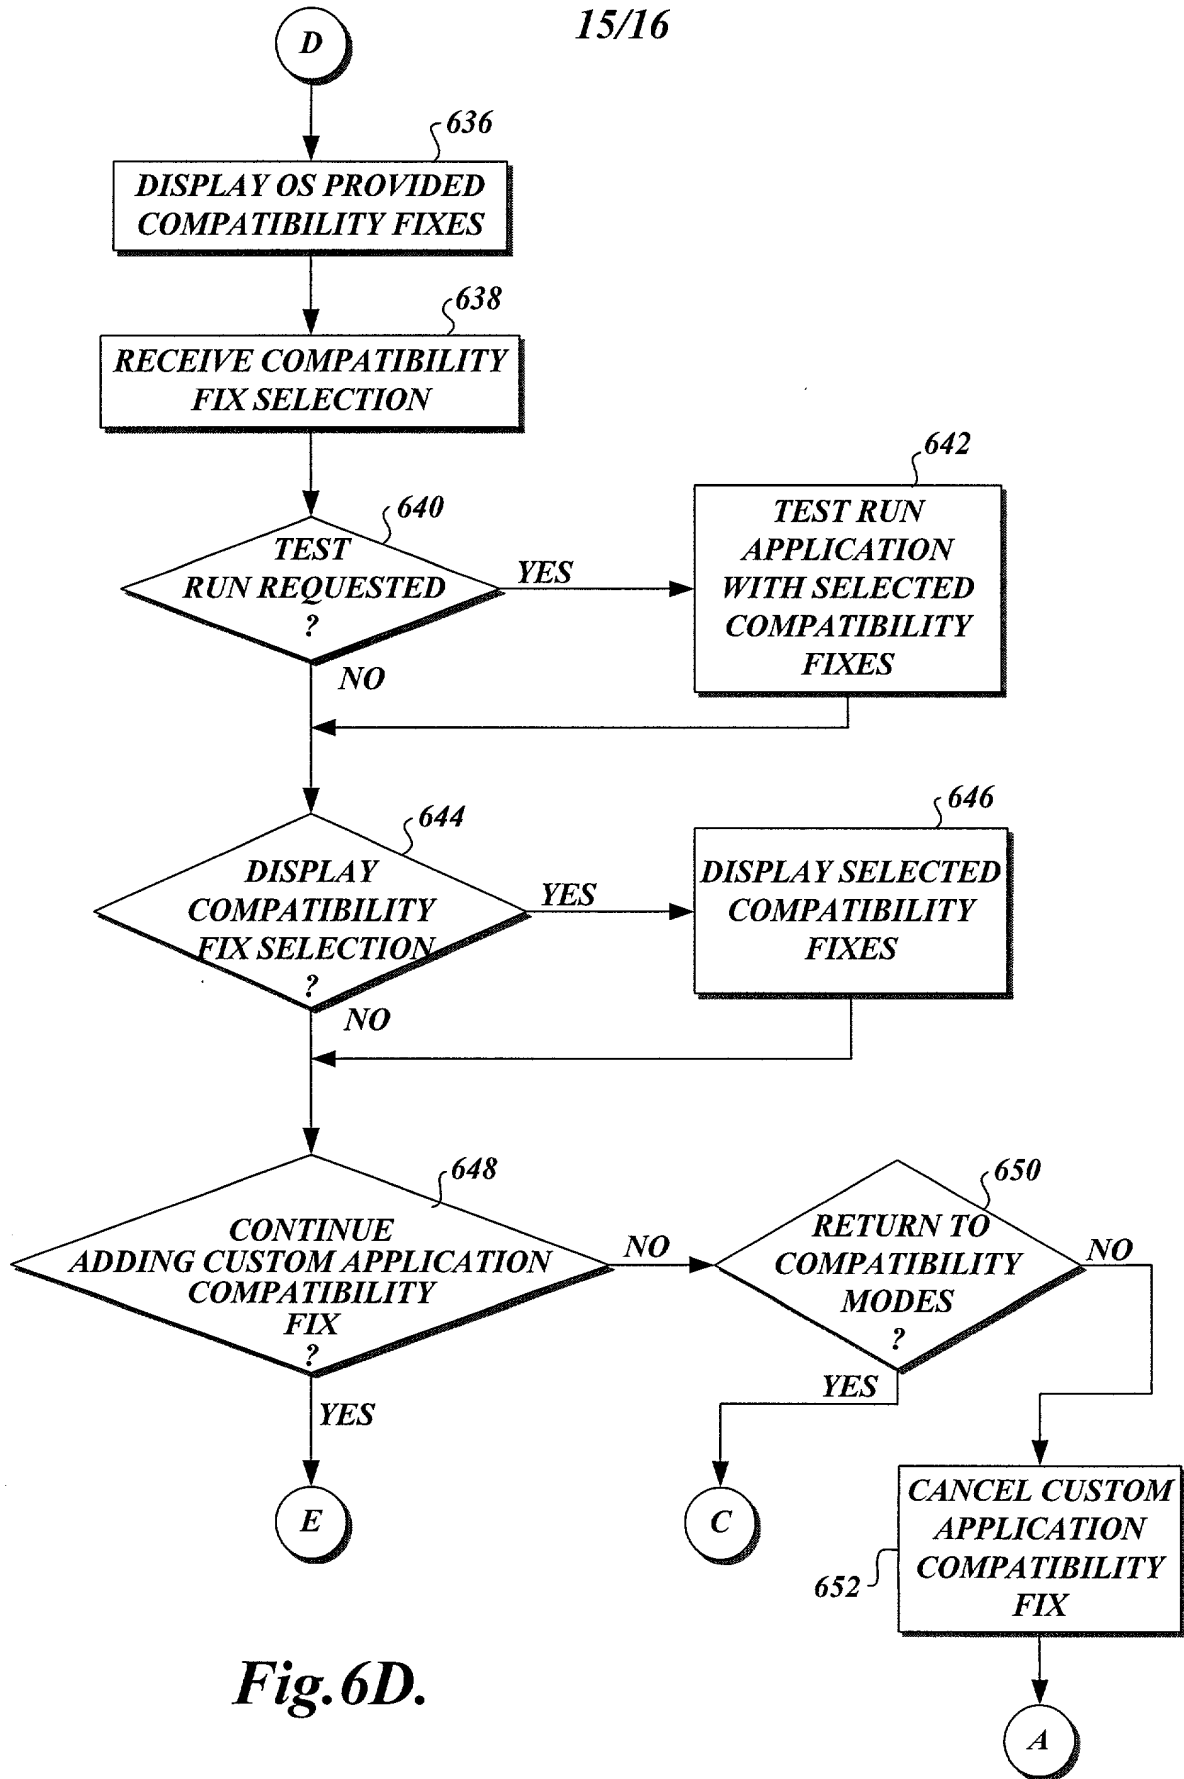 15/16
D
636
DISPLAY OS PROVIDED
COMPATIBILITY FIXES
638
RECEIVE COMPATIBILITY
FIX SELECTION
640
TEST
RUN REQUESTED
?
YES
NO
642
TEST RUN
APPLICATION
WITH SELECTED
COMPATIBILITY
FIXES
644
DISPLAY
COMPATIBILITY
FIX SELECTION
?
YES
NO
646
DISPLAY SELECTED
COMPATIBILITY
FIXES
648
CONTINUE
ADDING CUSTOM APPLICATION
COMPATIBILITY
FIX
?
NO
YES
650
RETURN TO
COMPATIBILITY
MODES
?
NO
YES
E
C
652
CANCEL CUSTOM
APPLICATION
COMPATIBILITY
FIX
A
Fig.6D.